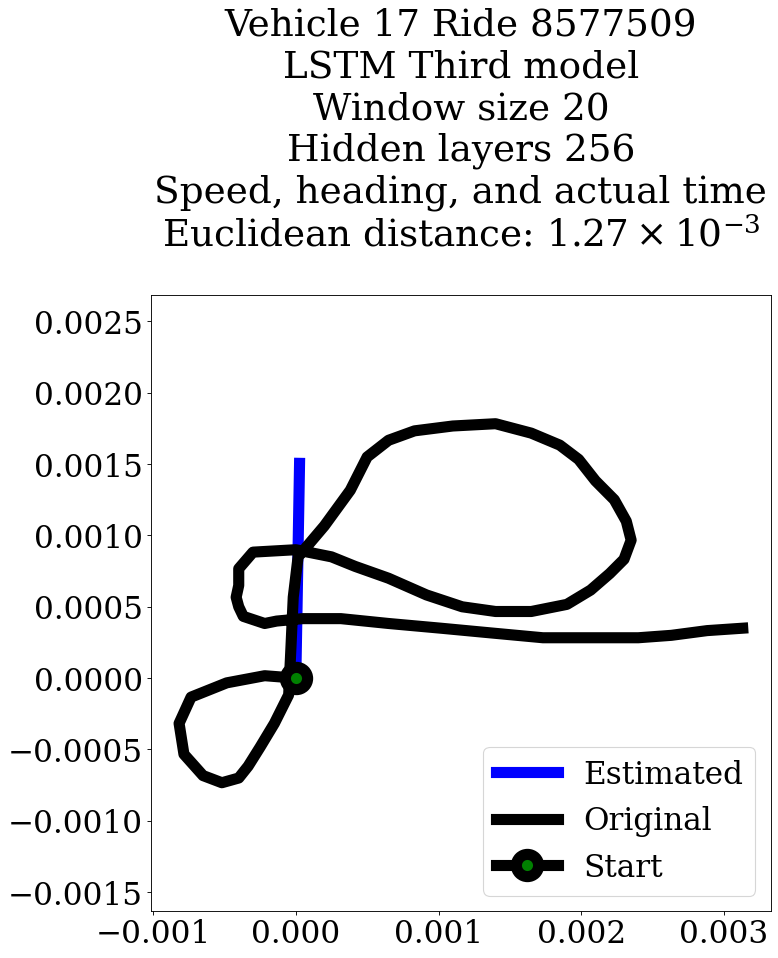 Vehicle 17 Ride 8577509
LSTM Third model
Window size 20
Hidden layers 256
Speed, heading, and actual time
Euclidean distance: 1.27 × 10⁻³
0.0025
0.0020
0.0015
0.0010
0.0005
0.0000
−0.0005
−0.0010
−0.0015
Estimated
Original
Start
−0.001 0.000 0.001 0.002 0.003